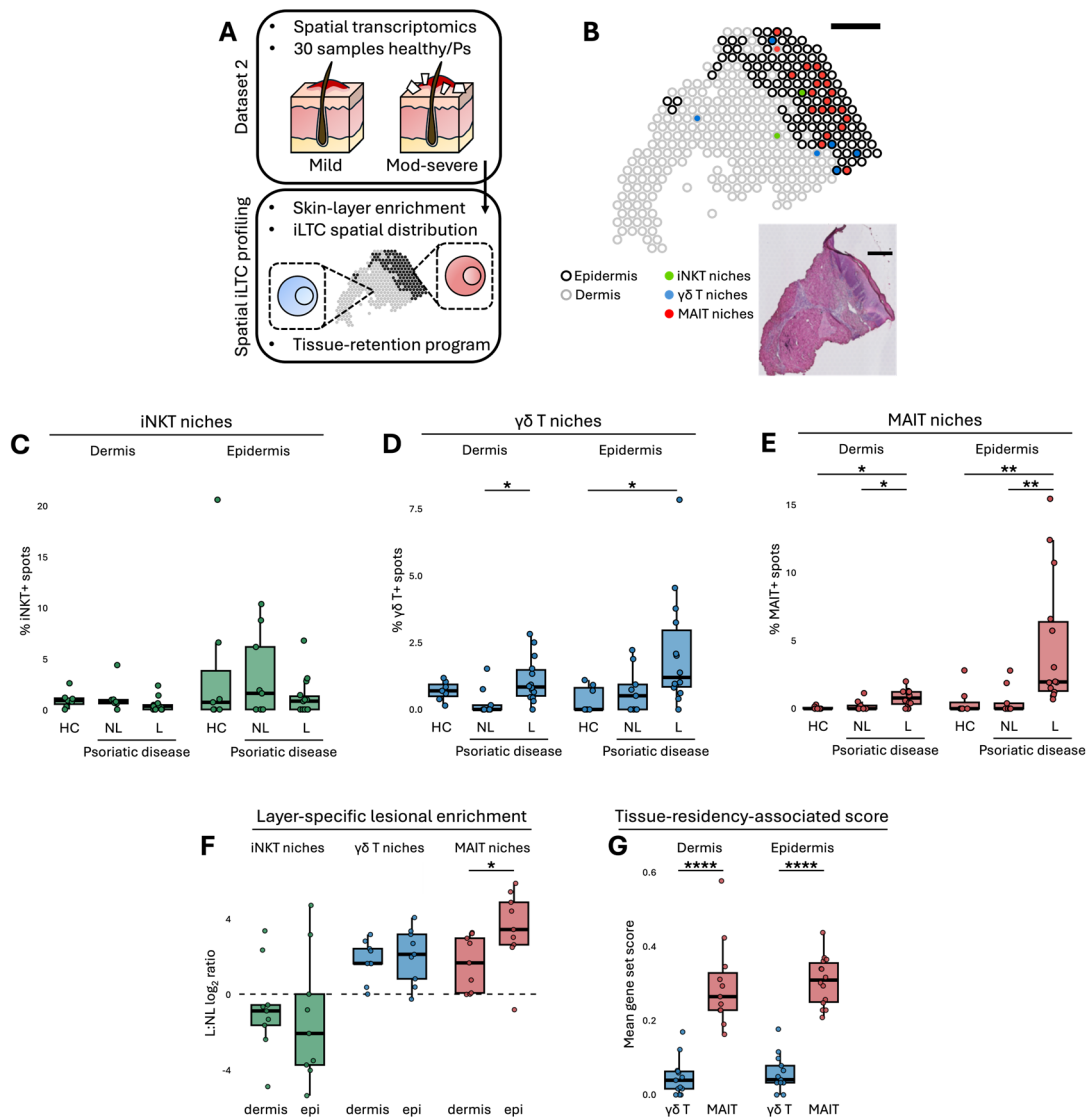 A
Dataset 2
• Spatial transcriptomics
• 30 samples healthy/Ps
Mild
Mod-severe
Spatial iLTC profiling
• Skin-layer enrichment
• iLTC spatial distribution
• Tissue-retention program
B
Epidermis
Dermis
iNKT niches
γδ T niches
MAIT niches
C
iNKT niches
Dermis
Epidermis
% iNKT+ spots
20
15
10
5
0
HC
NL
L
HC
NL
L
Psoriatic disease
Psoriatic disease
D
γδ T niches
Dermis
Epidermis
*
*
% γδ T+ spots
7.5
5.0
2.5
0.0
HC
NL
L
HC
NL
L
Psoriatic disease
Psoriatic disease
E
MAIT niches
Dermis
Epidermis
*
*
**
**
% MAIT+ spots
15
10
5
0
HC
NL
L
HC
NL
L
Psoriatic disease
Psoriatic disease
F
Layer-specific lesional enrichment
iNKT niches
γδ T niches
MAIT niches
*
L:NL log2 ratio
4
0
-4
dermis
epi
dermis
epi
dermis
epi
G
Tissue-residency-associated score
Dermis
Epidermis
****
****
Mean gene set score
0.6
0.4
0.2
0.0
γδ T
MAIT
γδ T
MAIT